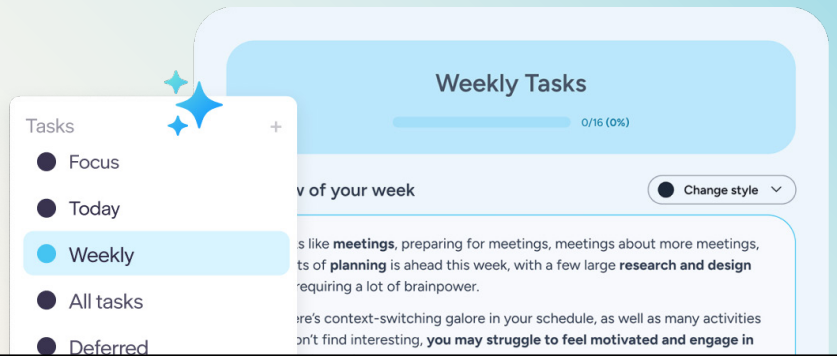 Weekly Tasks
0/16 (0%)
Tasks +
Focus
Today
Weekly
All tasks
Deferred
of your week
Change style
like meetings, preparing for meetings, meetings about more meetings,
of planning is ahead this week, with a few large research and design
requiring a lot of brainpower.
context-switching galore in your schedule, as well as many activities
find interesting, you may struggle to feel motivated and engage in